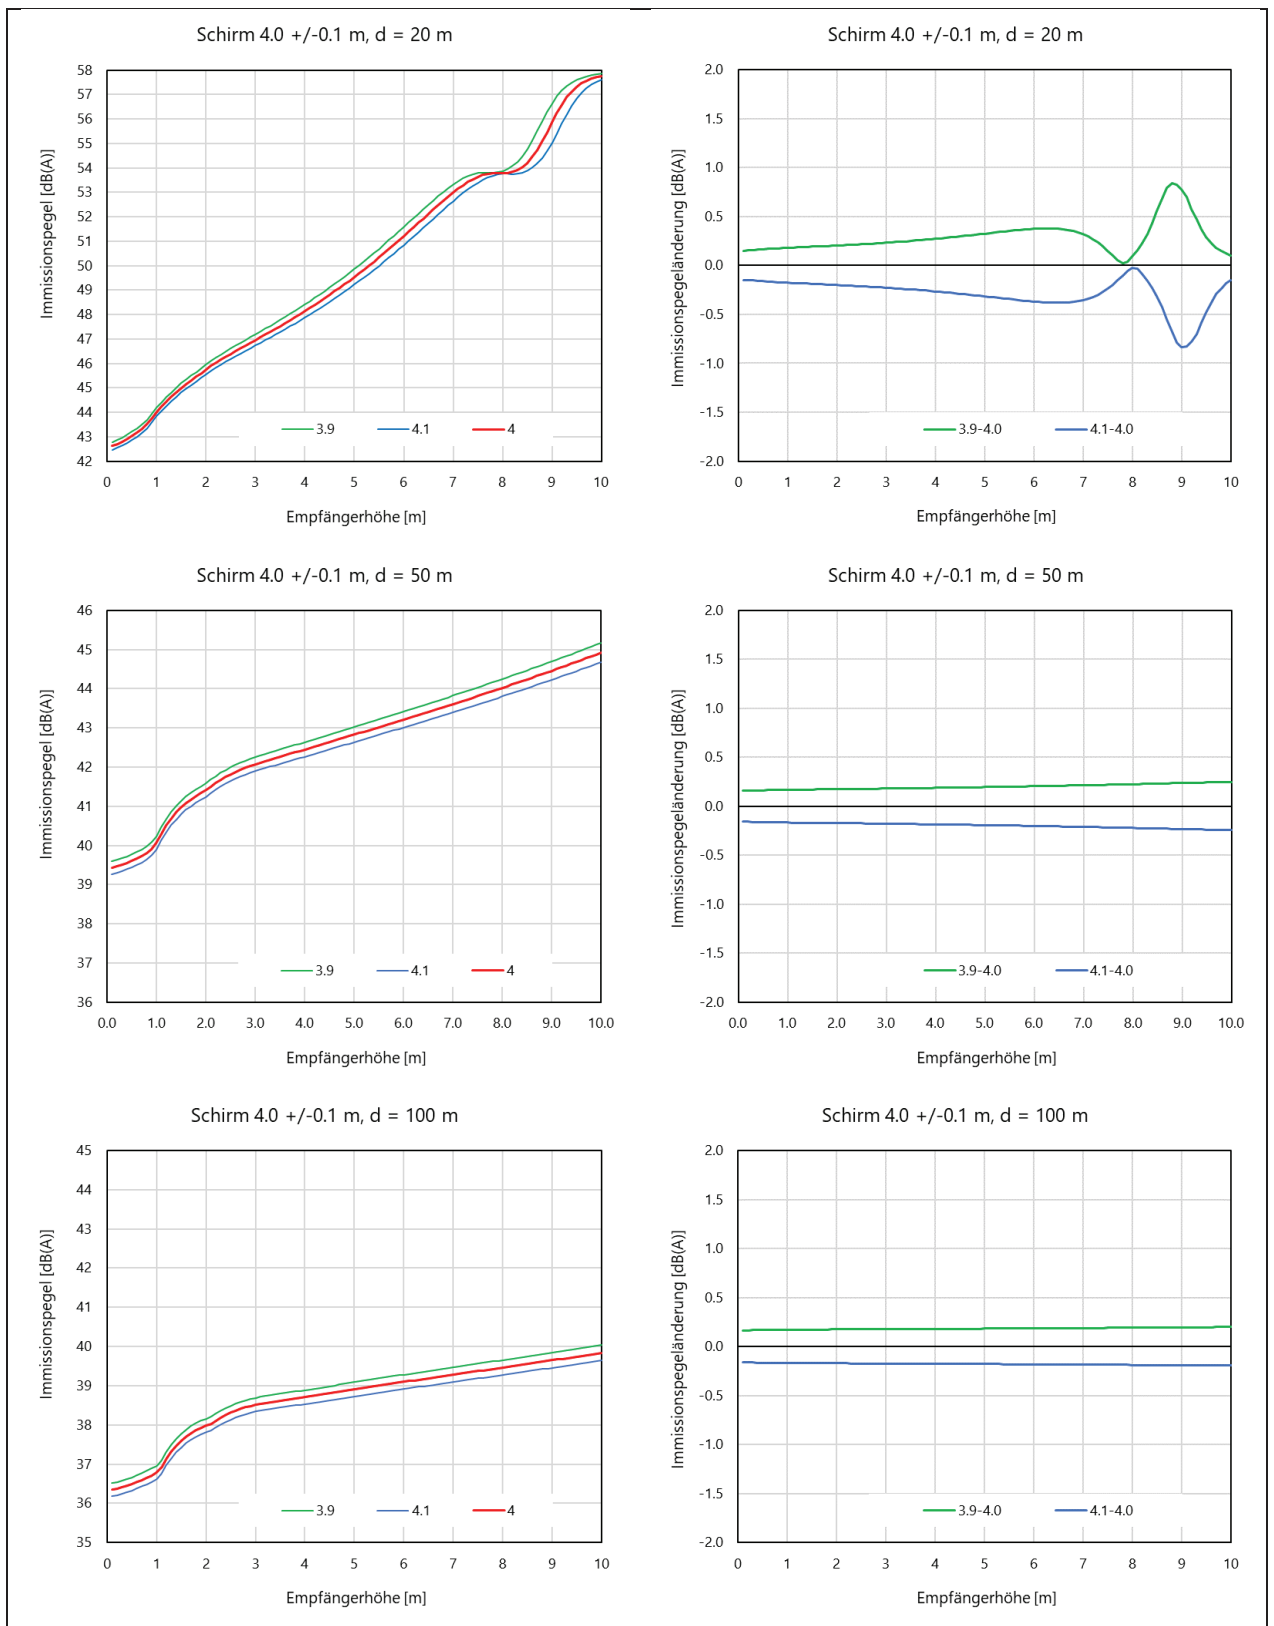 Schirm 4.0 +/-0.1 m, d = 20 m
Immissionspegel [dB(A)]
58
57
56
55
54
53
52
51
50
49
48
47
46
45
44
43
42
3.9 4.1 4
0 1 2 3 4 5 6 7 8 9 10
Empfängerhöhe [m]
Schirm 4.0 +/-0.1 m, d = 20 m
Immissionspegeländerung [dB(A)]
2.0
1.5
1.0
0.5
0.0
-0.5
-1.0
-1.5
-2.0
3.9-4.0 4.1-4.0
0 1 2 3 4 5 6 7 8 9 10
Empfängerhöhe [m]
Schirm 4.0 +/-0.1 m, d = 50 m
Immissionspegel [dB(A)]
46
45
44
43
42
41
40
39
38
37
36
3.9 4.1 4
0.0 1.0 2.0 3.0 4.0 5.0 6.0 7.0 8.0 9.0 10.0
Empfängerhöhe [m]
Schirm 4.0 +/-0.1 m, d = 50 m
Immissionspegeländerung [dB(A)]
2.0
1.5
1.0
0.5
0.0
-0.5
-1.0
-1.5
-2.0
3.9-4.0 4.1-4.0
0.0 1.0 2.0 3.0 4.0 5.0 6.0 7.0 8.0 9.0 10.0
Empfängerhöhe [m]
Schirm 4.0 +/-0.1 m, d = 100 m
Immissionspegel [dB(A)]
45
44
43
42
41
40
39
38
37
36
35
3.9 4.1 4
0 1 2 3 4 5 6 7 8 9 10
Empfängerhöhe [m]
Schirm 4.0 +/-0.1 m, d = 100 m
Immissionspegeländerung [dB(A)]
2.0
1.5
1.0
0.5
0.0
-0.5
-1.0
-1.5
-2.0
3.9-4.0 4.1-4.0
0 1 2 3 4 5 6 7 8 9 10
Empfängerhöhe [m]